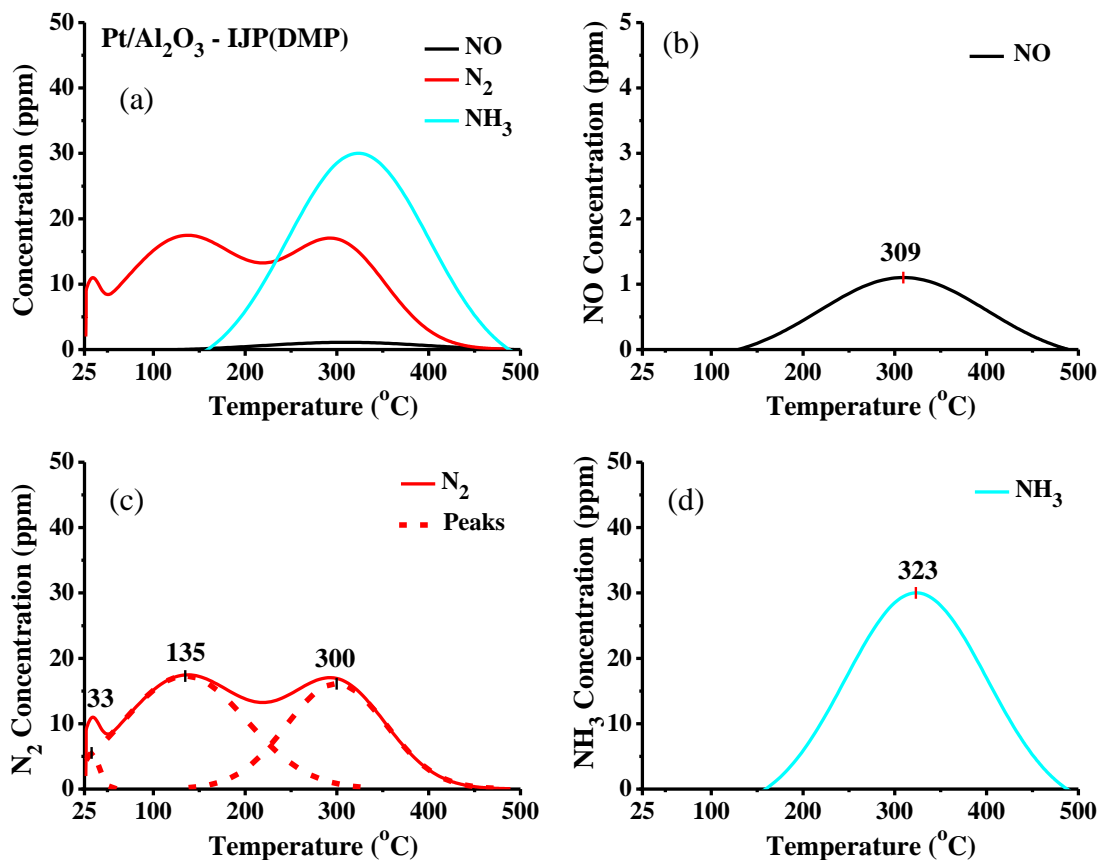 Pt/Al₂O₃ - IJP(DMP)
(a)
NO
N₂
NH₃
Concentration (ppm)
50
40
30
20
10
0
25 100 200 300 400 500
Temperature (°C)
(b)
NO
NO Concentration (ppm)
5
4
3
2
1
0
309
25 100 200 300 400 500
Temperature (°C)
(c)
N₂
Peaks
N₂ Concentration (ppm)
50
40
30
20
10
0
33
135
300
25 100 200 300 400 500
Temperature (°C)
(d)
NH₃
NH₃ Concentration (ppm)
50
40
30
20
10
0
323
25 100 200 300 400 500
Temperature (°C)